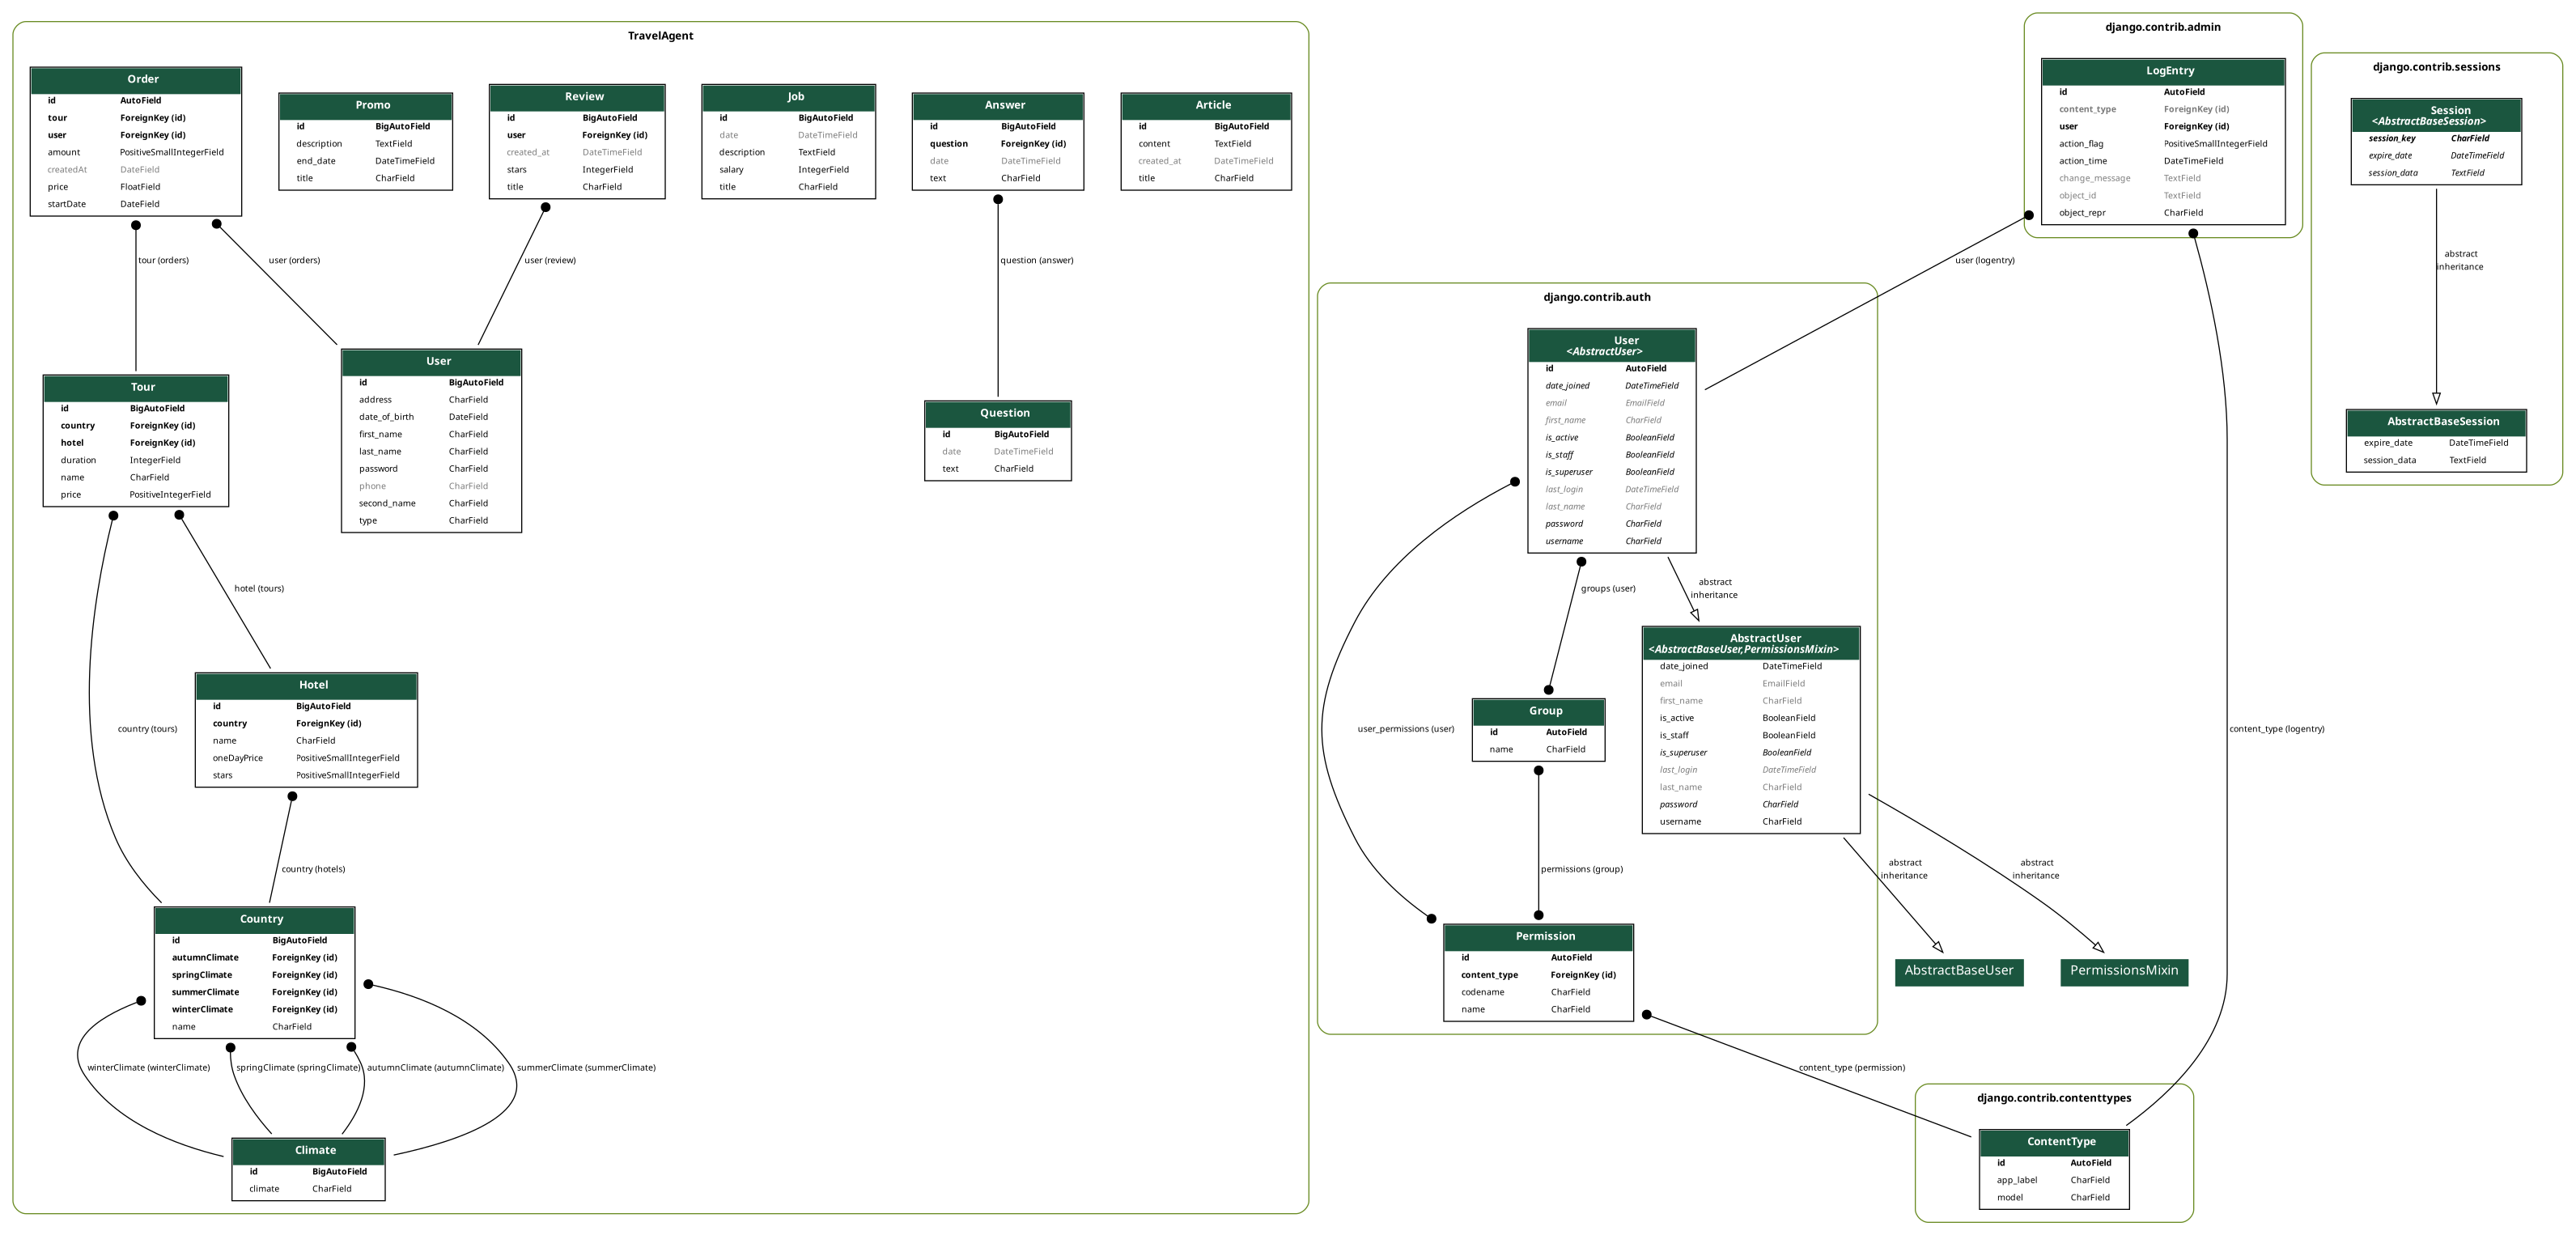 TravelAgent
Order
id AutoField
tour ForeignKey (id)
user ForeignKey (id)
amount PositiveSmallIntegerField
createdAt DateField
price FloatField
startDate DateField
Promo
id BigAutoField
description TextField
end_date DateTimeField
title CharField
Review
id BigAutoField
user ForeignKey (id)
created_at DateTimeField
stars IntegerField
title CharField
Job
id BigAutoField
date DateTimeField
description TextField
salary IntegerField
title CharField
Answer
id BigAutoField
question ForeignKey (id)
date DateTimeField
text CharField
Article
id BigAutoField
content TextField
created_at DateTimeField
title CharField
tour (orders)
user (orders)
user (review)
question (answer)
Tour
id BigAutoField
country ForeignKey (id)
hotel ForeignKey (id)
duration IntegerField
name CharField
price PositiveIntegerField
User
id BigAutoField
address CharField
date_of_birth DateField
first_name CharField
last_name CharField
password CharField
phone CharField
second_name CharField
type CharField
Question
id BigAutoField
date DateTimeField
text CharField
hotel (tours)
country (tours)
Hotel
id BigAutoField
country ForeignKey (id)
name CharField
oneDayPrice PositiveSmallIntegerField
stars PositiveSmallIntegerField
country (hotels)
Country
id BigAutoField
autumnClimate ForeignKey (id)
springClimate ForeignKey (id)
summerClimate ForeignKey (id)
winterClimate ForeignKey (id)
name CharField
winterClimate (winterClimate)
springClimate (springClimate)
autumnClimate (autumnClimate)
summerClimate (summerClimate)
Climate
id BigAutoField
climate CharField
django.contrib.admin
LogEntry
id AutoField
content_type ForeignKey (id)
user ForeignKey (id)
action_flag PositiveSmallIntegerField
action_time DateTimeField
change_message TextField
object_id TextField
object_repr CharField
user (logentry)
content_type (logentry)
django.contrib.sessions
Session
<AbstractBaseSession>
session_key CharField
expire_date DateTimeField
session_data TextField
abstract
inheritance
AbstractBaseSession
expire_date DateTimeField
session_data TextField
django.contrib.auth
User
<AbstractUser>
id AutoField
date_joined DateTimeField
email EmailField
first_name CharField
is_active BooleanField
is_staff BooleanField
is_superuser BooleanField
last_login DateTimeField
last_name CharField
password CharField
username CharField
groups (user)
abstract
inheritance
user_permissions (user)
AbstractUser
<AbstractBaseUser,PermissionsMixin>
date_joined DateTimeField
email EmailField
first_name CharField
is_active BooleanField
is_staff BooleanField
is_superuser BooleanField
last_login DateTimeField
last_name CharField
password CharField
username CharField
Group
id AutoField
name CharField
permissions (group)
abstract
inheritance
abstract
inheritance
Permission
id AutoField
content_type ForeignKey (id)
codename CharField
name CharField
AbstractBaseUser
PermissionsMixin
content_type (permission)
django.contrib.contenttypes
ContentType
id AutoField
app_label CharField
model CharField